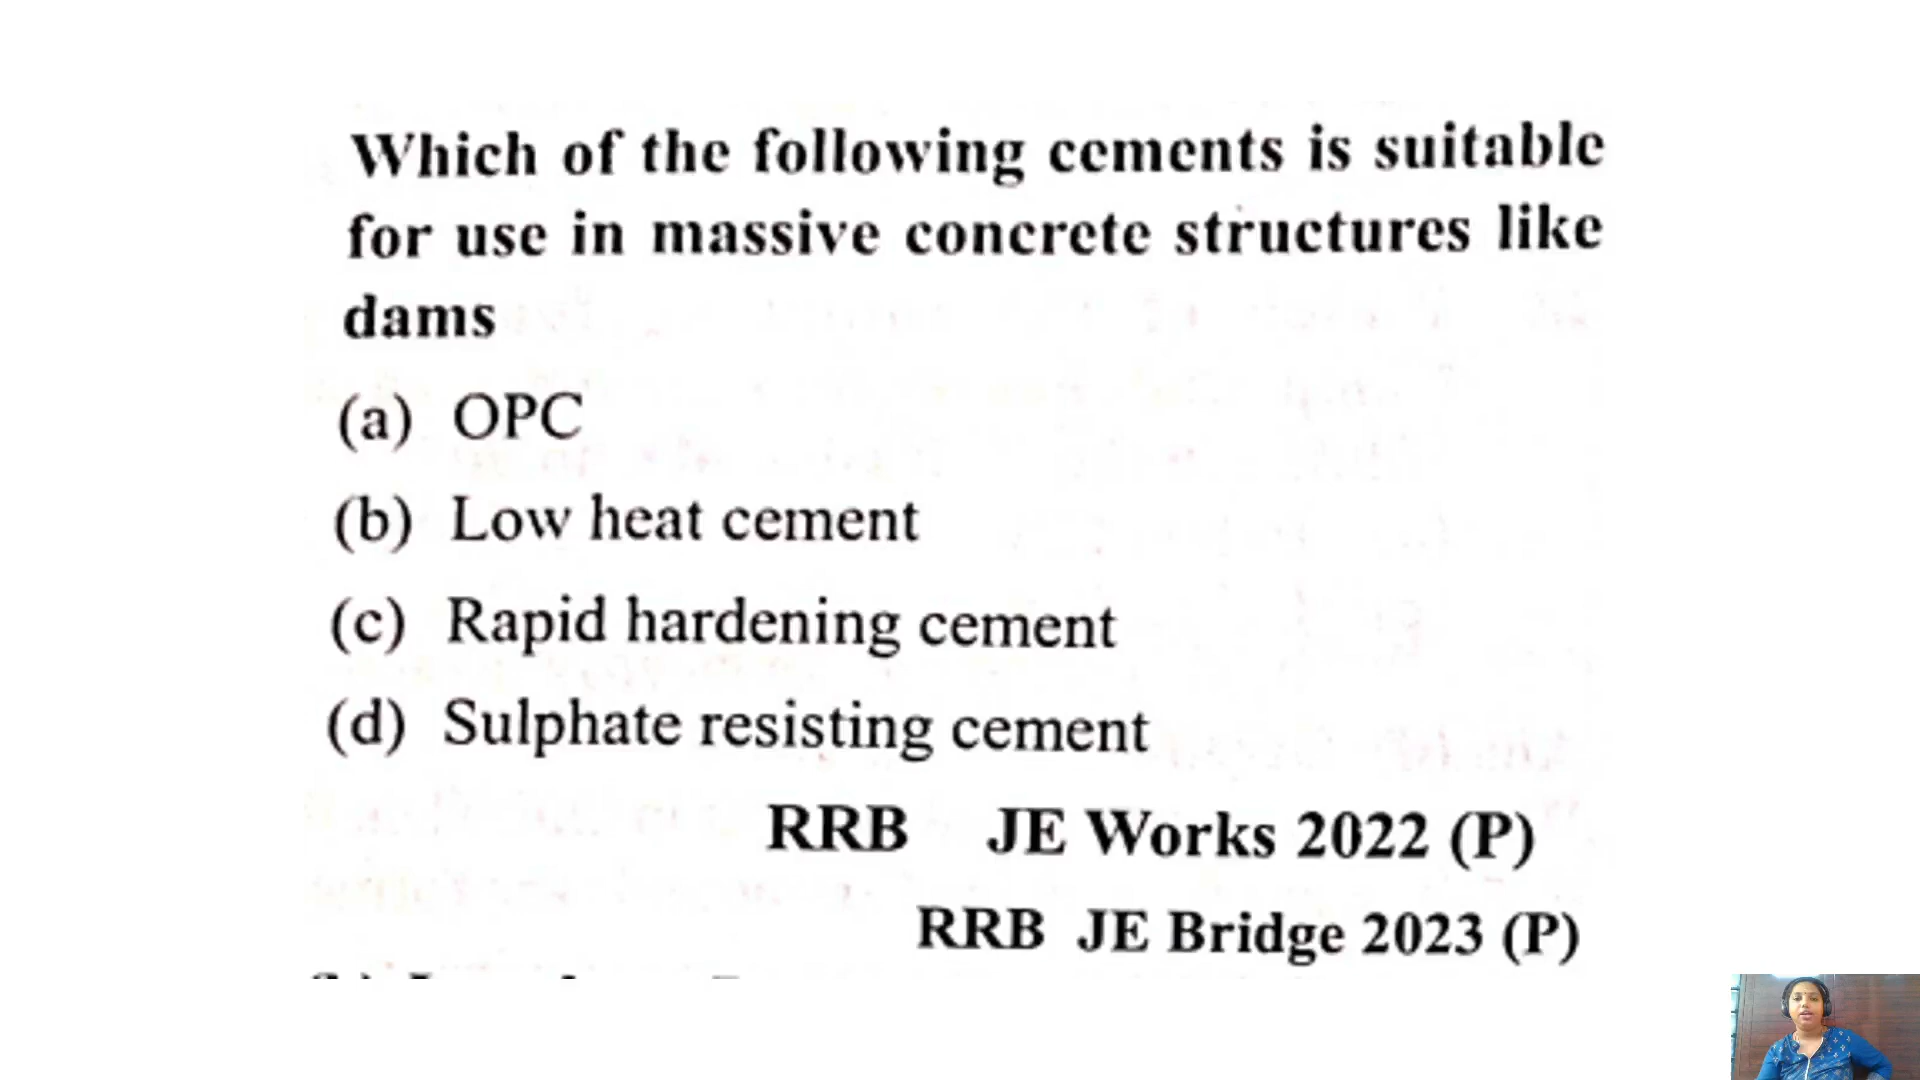 Which of the following cements is suitable
for use in massive concrete structures like
dams
(a) OPC
(b) Low heat cement
(c) Rapid hardening cement
(d) Sulphate resisting cement
RRB JE Works 2022 (P)
RRB JE Bridge 2023 (P)